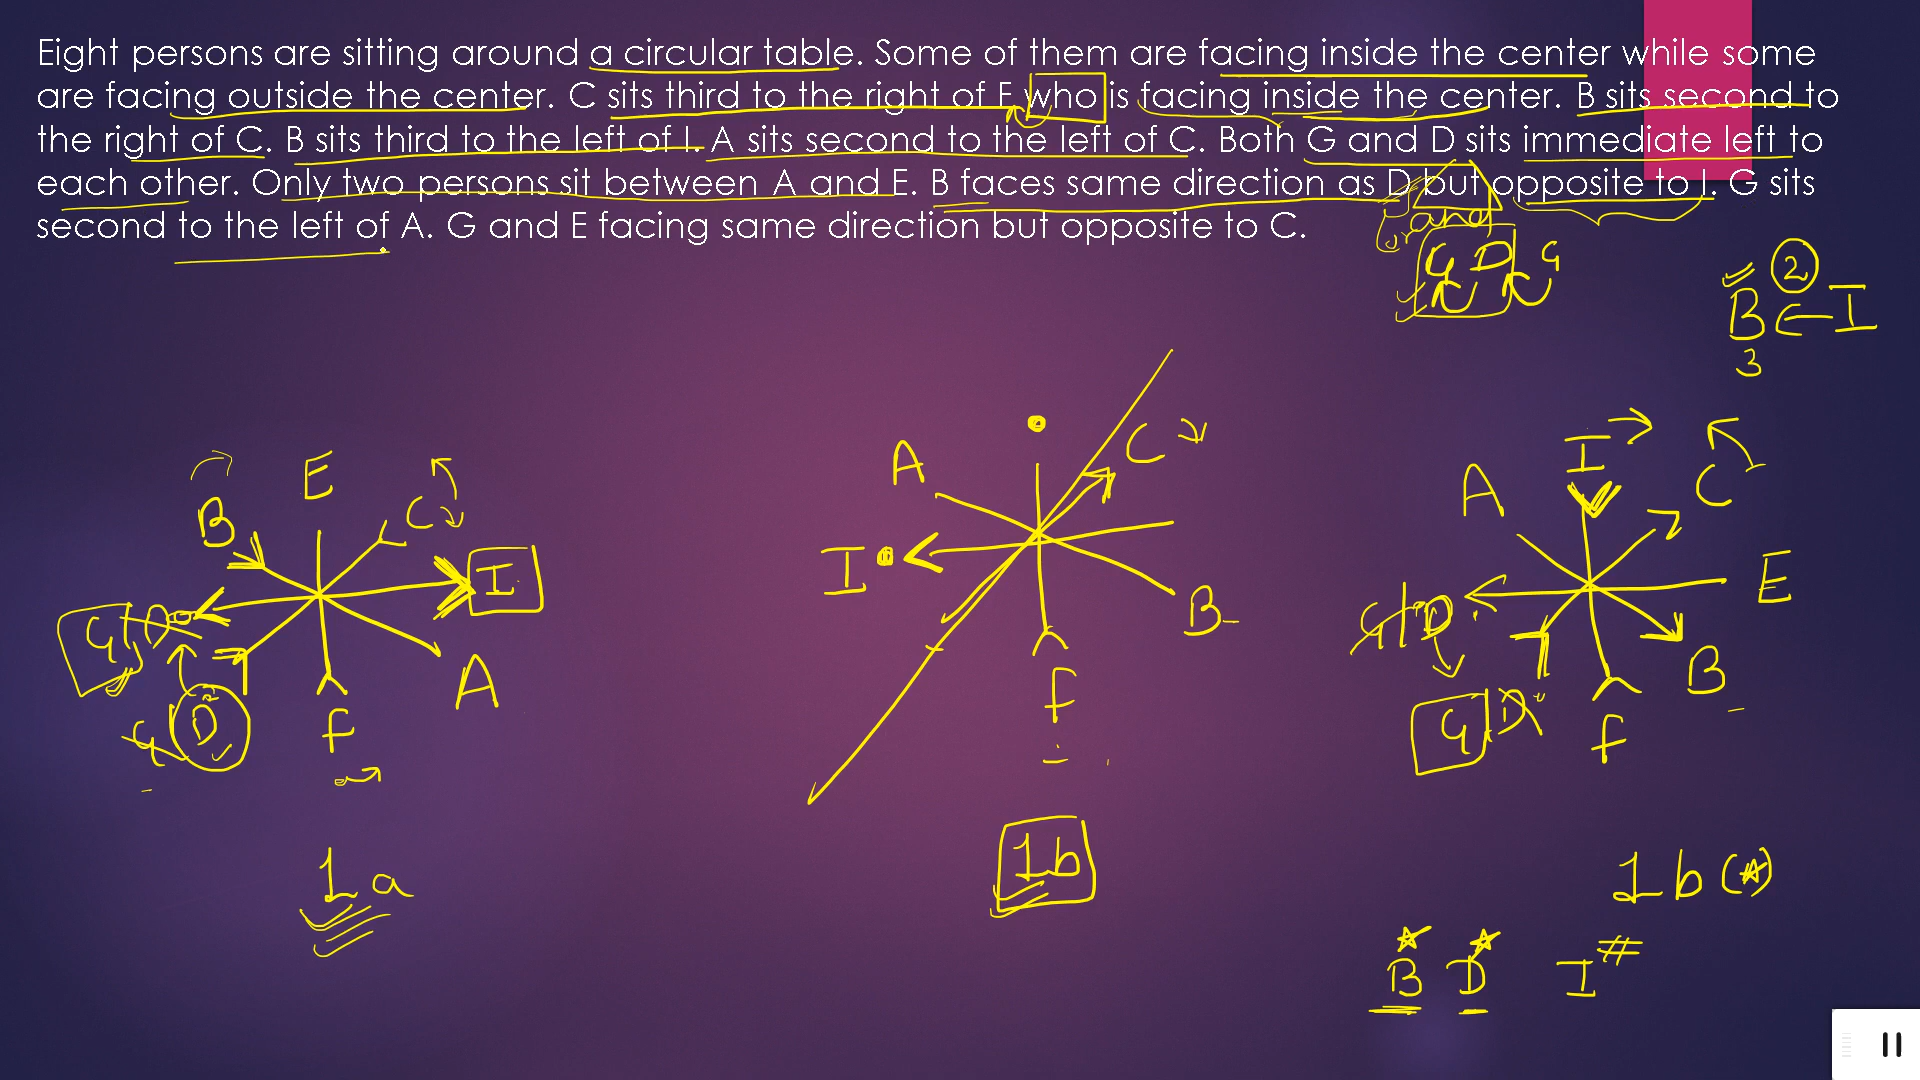 Eight persons are sitting around a circular table. Some of them are facing inside the center while some
are facing outside the center. C sits third to the right of F who is facing inside the center. B sits second to
the right of C. B sits third to the left of I. A sits second to the left of C. Both G and D sits immediate left to
each other. Only two persons sit between A and E. B faces same direction as D but opposite to I. G sits
second to the left of A. G and E facing same direction but opposite to C.
and
G D G
2
B I
3
E
B C
I
G D
G D
A
F
1a
A C
I
B
F
1b
I
A C
E
G D
B
G D
F
1b
B D I #